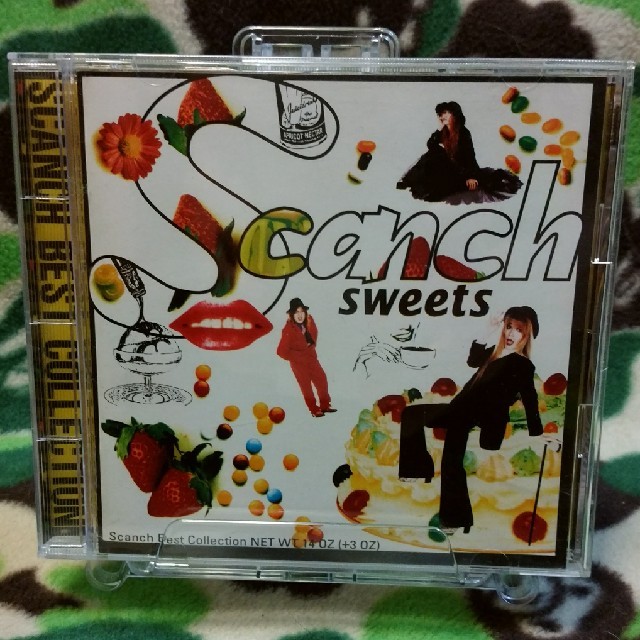 SCANCH BEST COLLECTION
APRICOT NECTAR
Scanch
sweets
Scanch Best Collection NET WT 14 OZ (+3 OZ)